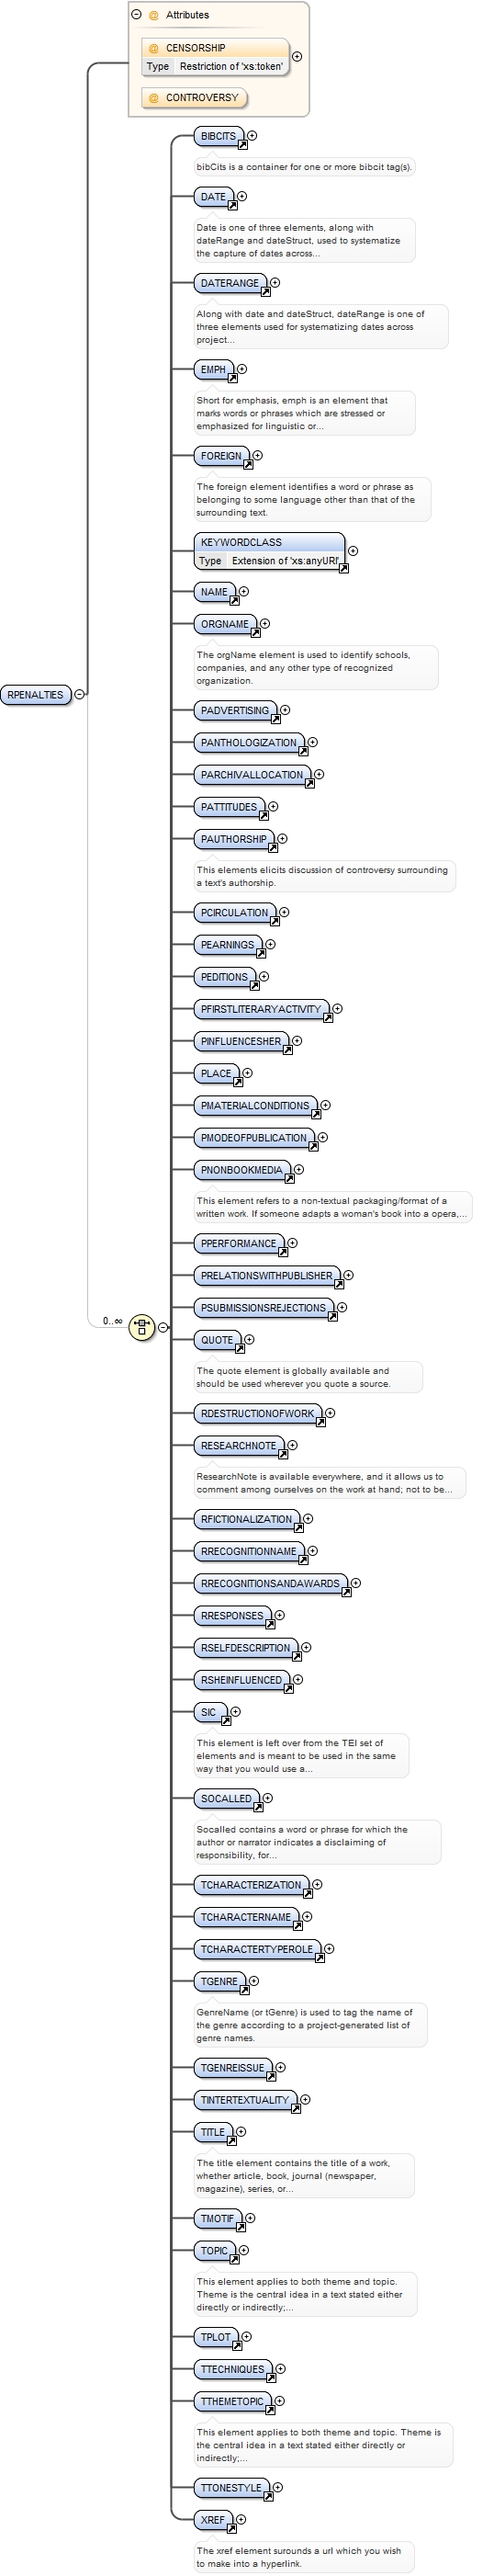 Attributes
@ CENSORSHIP
Type Restriction of 'xs:token'
@ CONTROVERSY
BIBCITS
bibCits is a container for one or more bibcit tag(s).
DATE
Date is one of three elements, along with
dateRange and dateStruct, used to systematize
the capture of dates across...
DATERANGE
Along with date and dateStruct, dateRange is one of
three elements used for systematizing dates across
project...
EMPH
Short for emphasis, emph is an element that
marks words or phrases which are stressed or
emphasized for linguistic or...
FOREIGN
The foreign element identifies a word or phrase as
belonging to some language other than that of the
surrounding text.
KEYWORDCLASS
Type Extension of 'xs:anyURI'
NAME
ORGNAME
The orgName element is used to identify schools,
companies, and any other type of recognized
organization.
RPENALTIES
PADVERTISING
PANTHOLOGIZATION
PARCHIVALLOCATION
PATTITUDES
PAUTHORSHIP
This elements elicits discussion of controversy surrounding
a text's authorship.
PCIRCULATION
PEARNINGS
PEDITIONS
PFIRSTLITERARYACTIVITY
PINFLUENCESHER
PLACE
PMATERIALCONDITIONS
PMODEOFPUBLICATION
PNONBOOKMEDIA
This element refers to a non-textual packaging/format of a
written work. If someone adapts a woman's book into a opera,...
PPERFORMANCE
PRELATIONSWITHPUBLISHER
PSUBMISSIONSREJECTIONS
0..∞
QUOTE
The quote element is globally available and
should be used wherever you quote a source.
RDESTRUCTIONOFWORK
RESEARCHNOTE
ResearchNote is available everywhere, and it allows us to
comment among ourselves on the work at hand; not to be...
RFICTIONALIZATION
RRECOGNITIONNAME
RRECOGNITIONSANDAWARDS
RRESPONSES
RSELFDESCRIPTION
RSHEINFLUENCED
SIC
This element is left over from the TEI set of
elements and is meant to be used in the same
way that you would use a...
SOCALLED
Socalled contains a word or phrase for which the
author or narrator indicates a disclaiming of
responsibility, for...
TCHARACTERIZATION
TCHARACTERNAME
TCHARACTERTYPEROLE
TGENRE
GenreName (or tGenre) is used to tag the name of
the genre according to a project-generated list of
genre names.
TGENREISSUE
TINTERTEXTUALITY
TITLE
The title element contains the title of a work,
whether article, book, journal (newspaper,
magazine), series, or...
TMOTIF
TOPIC
This element applies to both theme and topic.
Theme is the central idea in a text stated either
directly or indirectly;...
TPLOT
TTECHNIQUES
TTHEMETOPIC
This element applies to both theme and topic. Theme is
the central idea in a text stated either directly or
indirectly;...
TTONESTYLE
XREF
The xref element surounds a url which you wish
to make into a hyperlink.